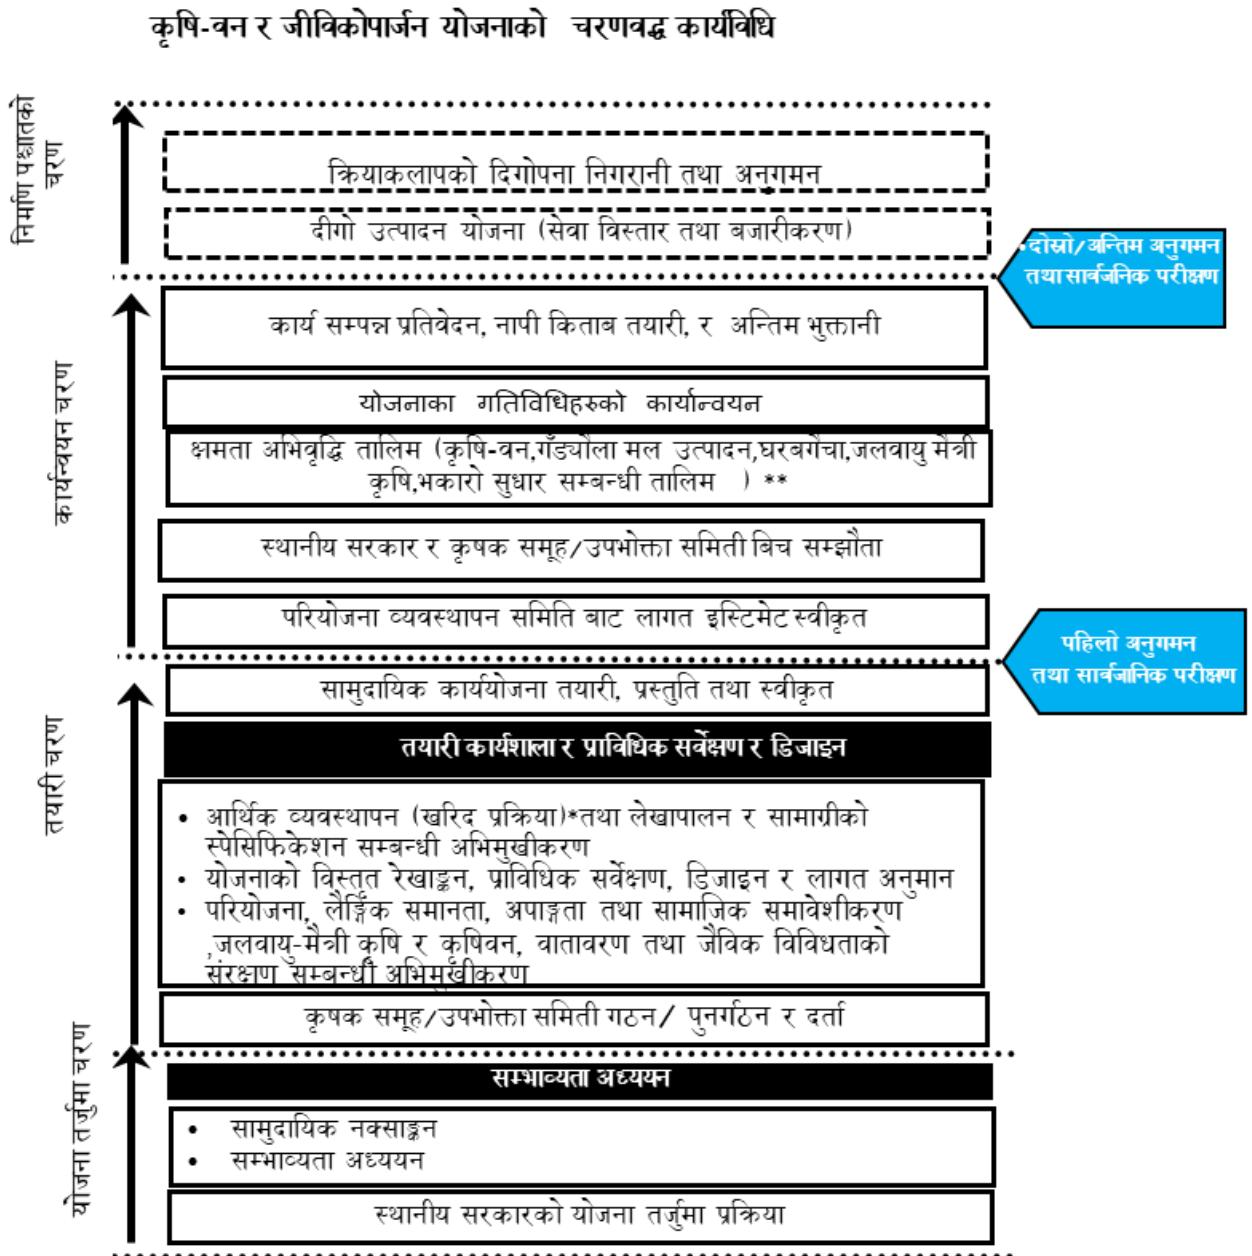 कृषि-वन र जीविकोपार्जन योजनाको चरणवद्ध कार्यविधि
निर्माण पश्चातको
चरण
क्रियाकलापको दिगोपना निगरानी तथा अनुगमन
दीगो उत्पादन योजना (सेवा विस्तार तथा बजारीकरण)
दोस्रो/अन्तिम अनुगमन
तथा सार्वजनिक परीक्षण
कार्यन्वयन चरण
कार्य सम्पन्न प्रतिवेदन, नापी किताब तयारी, र अन्तिम भुक्तानी
योजनाका गतिविधिहरुको कार्यान्वयन
क्षमता अभिवृद्धि तालिम (कृषि-वन,गँड्यौला मल उत्पादन,घरबगैचा,जलवायु मैत्री
कृषि,भकारो सुधार सम्बन्धी तालिम ) **
स्थानीय सरकार र कृषक समूह/उपभोक्ता समिती बिच सम्झौता
परियोजना व्यवस्थापन समिति बाट लागत इस्टिमेट स्वीकृत
पहिलो अनुगमन
तथा सार्वजानिक परीक्षण
तयारी चरण
सामुदायिक कार्ययोजना तयारी, प्रस्तुति तथा स्वीकृत
तयारी कार्यशाला र प्राविधिक सर्वेक्षण र डिजाइन
• आर्थिक व्यवस्थापन (खरिद प्रक्रिया)*तथा लेखापालन र सामाग्रीको
स्पेसिफिकेशन सम्बन्धी अभिमुखीकरण
• योजनाको विस्तृत रेखाङ्कन, प्राविधिक सर्वेक्षण, डिजाइन र लागत अनुमान
• परियोजना, लैङ्गिक समानता, अपाङ्गता तथा सामाजिक समावेशीकरण
,जलवायु-मैत्री कृषि र कृषिवन, वातावरण तथा जैविक विविधताको
संरक्षण सम्बन्धी अभिमुखीकरण
कृषक समूह/उपभोक्ता समिती गठन/ पुनर्गठन र दर्ता
योजना तर्जुमा चरण
सम्भाव्यता अध्ययन
• सामुदायिक नक्साङ्कन
• सम्भाव्यता अध्ययन
स्थानीय सरकारको योजना तर्जुमा प्रक्रिया